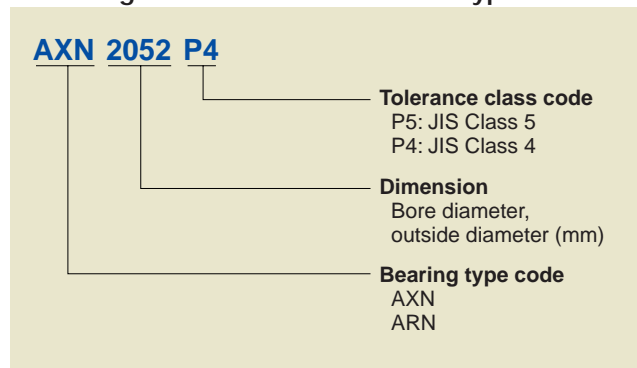 AXN 2052 P4
Tolerance class code
P5: JIS Class 5
P4: JIS Class 4
Dimension
Bore diameter,
outside diameter (mm)
Bearing type code
AXN
ARN